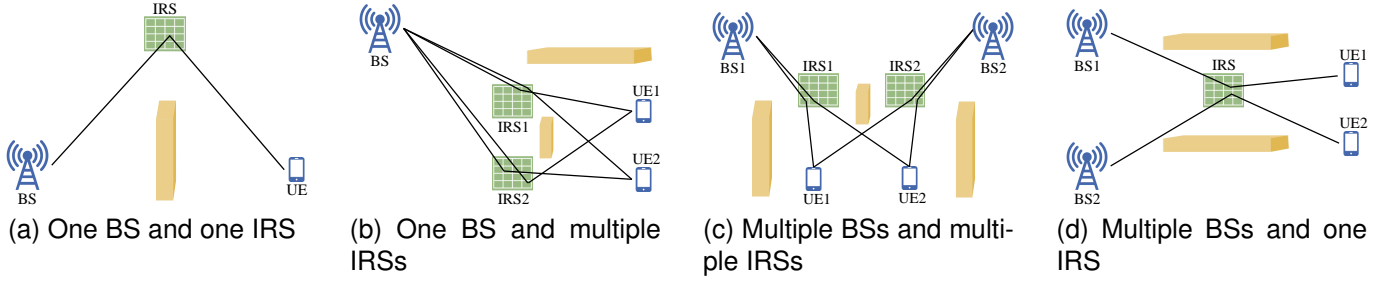 IRS
BS
UE
(a) One BS and one IRS
BS
IRS1
IRS2
UE1
UE2
(b) One BS and multiple
IRSs
BS1
IRS1
IRS2
BS2
UE1
UE2
(c) Multiple BSs and multi-
ple IRSs
BS1
IRS
UE1
UE2
BS2
(d) Multiple BSs and one
IRS